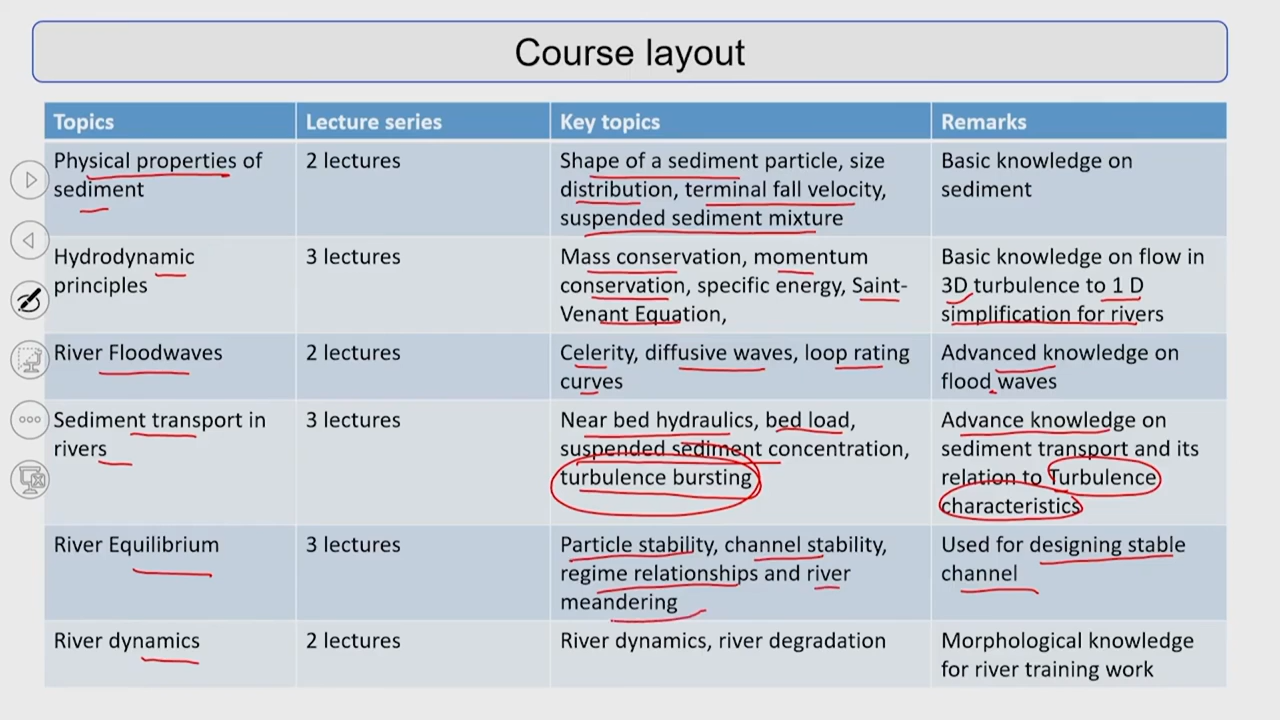 Course layout
Topics
Lecture series
Key topics
Remarks
Physical properties of
sediment
2 lectures
Shape of a sediment particle, size
distribution, terminal fall velocity,
suspended sediment mixture
Basic knowledge on
sediment
Hydrodynamic
principles
3 lectures
Mass conservation, momentum
conservation, specific energy, Saint-
Venant Equation,
Basic knowledge on flow in
3D turbulence to 1 D
simplification for rivers
River Floodwaves
2 lectures
Celerity, diffusive waves, loop rating
curves
Advanced knowledge on
flood waves
Sediment transport in
rivers
3 lectures
Near bed hydraulics, bed load,
suspended sediment concentration,
turbulence bursting
Advance knowledge on
sediment transport and its
relation to Turbulence
characteristics
River Equilibrium
3 lectures
Particle stability, channel stability,
regime relationships and river
meandering
Used for designing stable
channel
River dynamics
2 lectures
River dynamics, river degradation
Morphological knowledge
for river training work